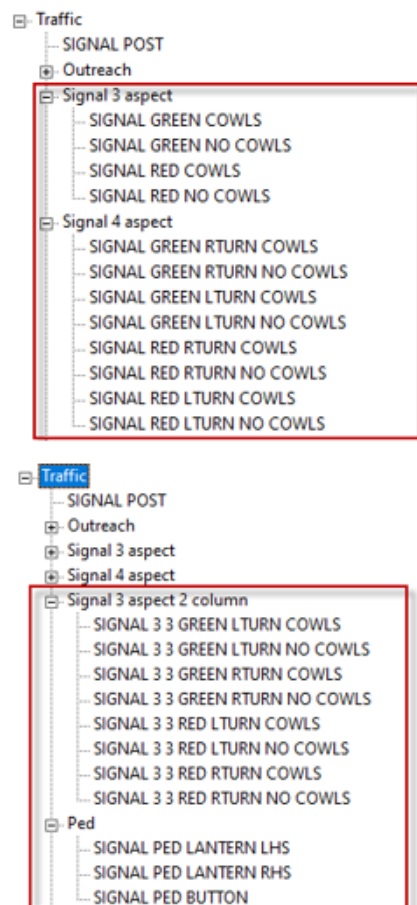 Traffic
SIGNAL POST
Outreach
Signal 3 aspect
SIGNAL GREEN COWLS
SIGNAL GREEN NO COWLS
SIGNAL RED COWLS
SIGNAL RED NO COWLS
Signal 4 aspect
SIGNAL GREEN RTURN COWLS
SIGNAL GREEN RTURN NO COWLS
SIGNAL GREEN LTURN COWLS
SIGNAL GREEN LTURN NO COWLS
SIGNAL RED RTURN COWLS
SIGNAL RED RTURN NO COWLS
SIGNAL RED LTURN COWLS
SIGNAL RED LTURN NO COWLS
Traffic
SIGNAL POST
Outreach
Signal 3 aspect
Signal 4 aspect
Signal 3 aspect 2 column
SIGNAL 3 3 GREEN LTURN COWLS
SIGNAL 3 3 GREEN LTURN NO COWLS
SIGNAL 3 3 GREEN RTURN COWLS
SIGNAL 3 3 GREEN RTURN NO COWLS
SIGNAL 3 3 RED LTURN COWLS
SIGNAL 3 3 RED LTURN NO COWLS
SIGNAL 3 3 RED RTURN COWLS
SIGNAL 3 3 RED RTURN NO COWLS
Ped
SIGNAL PED LANTERN LHS
SIGNAL PED LANTERN RHS
SIGNAL PED BUTTON